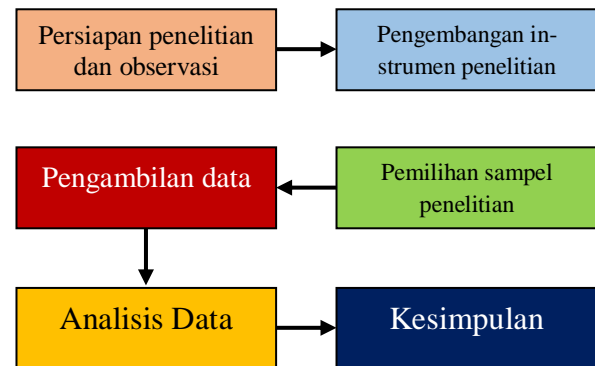 Persiapan penelitian
dan observasi
Pengembangan in-
strumen penelitian
Pengambilan data
Pemilihan sampel
penelitian
Analisis Data
Kesimpulan